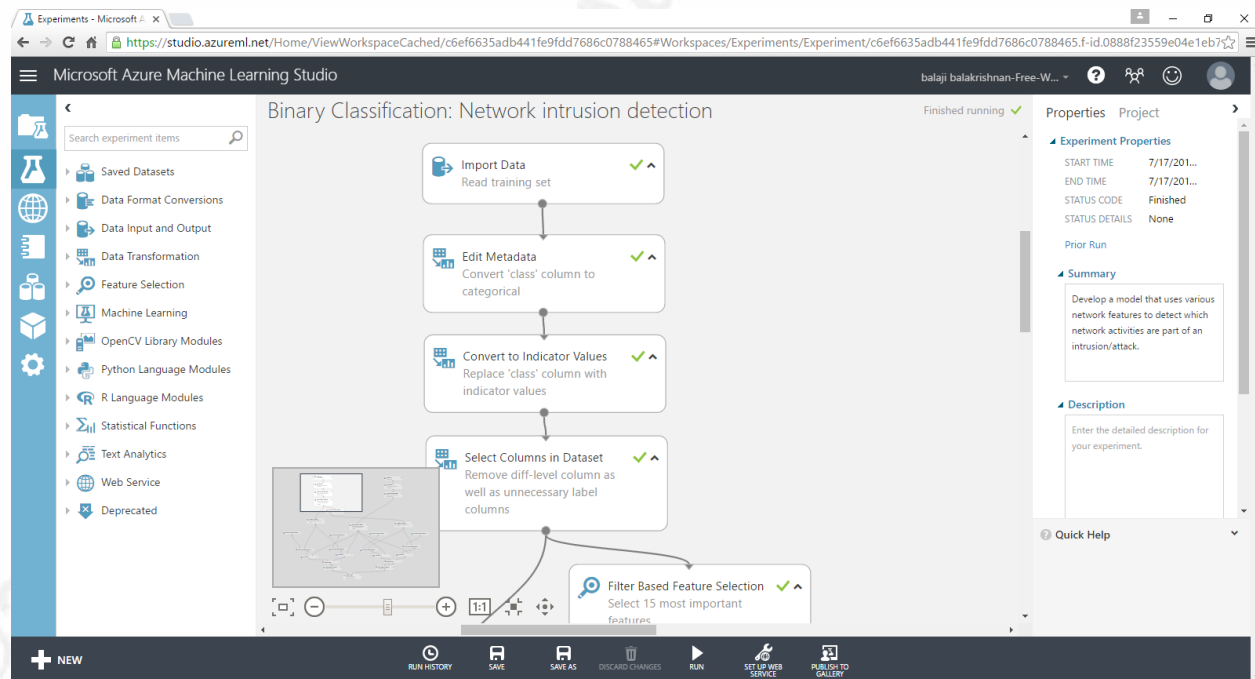 Experiments - Microsoft A
https://studio.azureml.net/Home/ViewWorkspaceCached/c6ef6635adb441fe9fdd7686c0788465#Workspaces/Experiments/Experiment/c6ef6635adb441fe9fdd7686c0788465.f-id.0888f23559e04e1eb7
Microsoft Azure Machine Learning Studio
balaji balakrishnan-Free-W...
Binary Classification: Network intrusion detection
Finished running
Search experiment items
Saved Datasets
Data Format Conversions
Data Input and Output
Data Transformation
Feature Selection
Machine Learning
OpenCV Library Modules
Python Language Modules
R Language Modules
Statistical Functions
Text Analytics
Web Service
Deprecated
Import Data
Read training set
Edit Metadata
Convert 'class' column to
categorical
Convert to Indicator Values
Replace 'class' column with
indicator values
Select Columns in Dataset
Remove diff-level column as
well as unnecessary label
columns
Filter Based Feature Selection
Select 15 most important
features
1:1
Properties Project
Experiment Properties
START TIME 7/17/201...
END TIME 7/17/201...
STATUS CODE Finished
STATUS DETAILS None
Prior Run
Summary
Develop a model that uses various
network features to detect which
network activities are part of an
intrusion/attack.
Description
Enter the detailed description for
your experiment.
Quick Help
NEW
RUN HISTORY
SAVE
SAVE AS
DISCARD CHANGES
RUN
SET UP WEB
SERVICE
PUBLISH TO
GALLERY